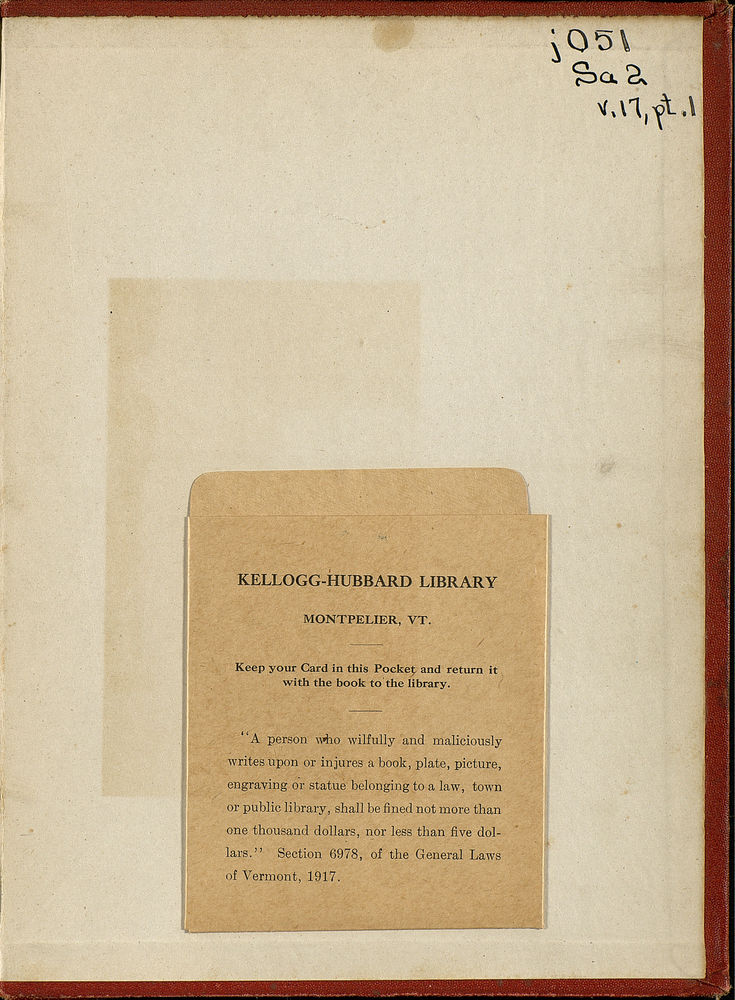 j051
Sa2
v.17, pt.1
KELLOGG-HUBBARD LIBRARY
MONTPELIER, VT.
Keep your Card in this Pocket and return it
with the book to the library.
"A person who wilfully and maliciously
writes upon or injures a book, plate, picture,
engraving or statue belonging to a law, town
or public library, shall be fined not more than
one thousand dollars, nor less than five dol-
lars." Section 6978, of the General Laws
of Vermont, 1917.